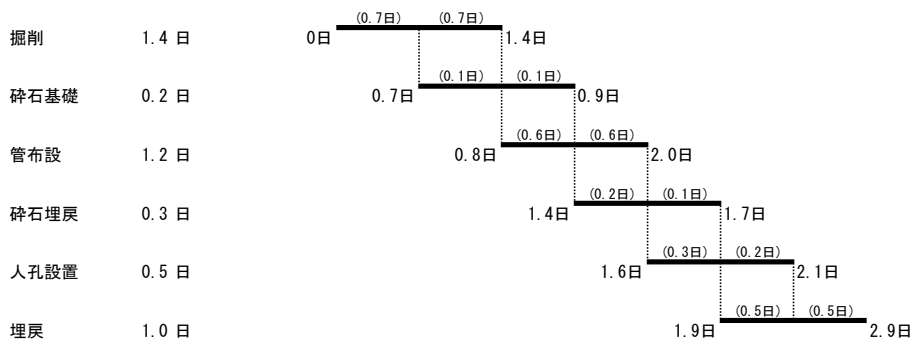 (0.7日) (0.7日)
掘削 1.4 日 0日 1.4日
(0.1日) (0.1日)
砕石基礎 0.2 日 0.7日 0.9日
(0.6日) (0.6日)
管布設 1.2 日 0.8日 2.0日
(0.2日) (0.1日)
砕石埋戻 0.3 日 1.4日 1.7日
(0.3日) (0.2日)
人孔設置 0.5 日 1.6日 2.1日
(0.5日) (0.5日)
埋戻 1.0 日 1.9日 2.9日